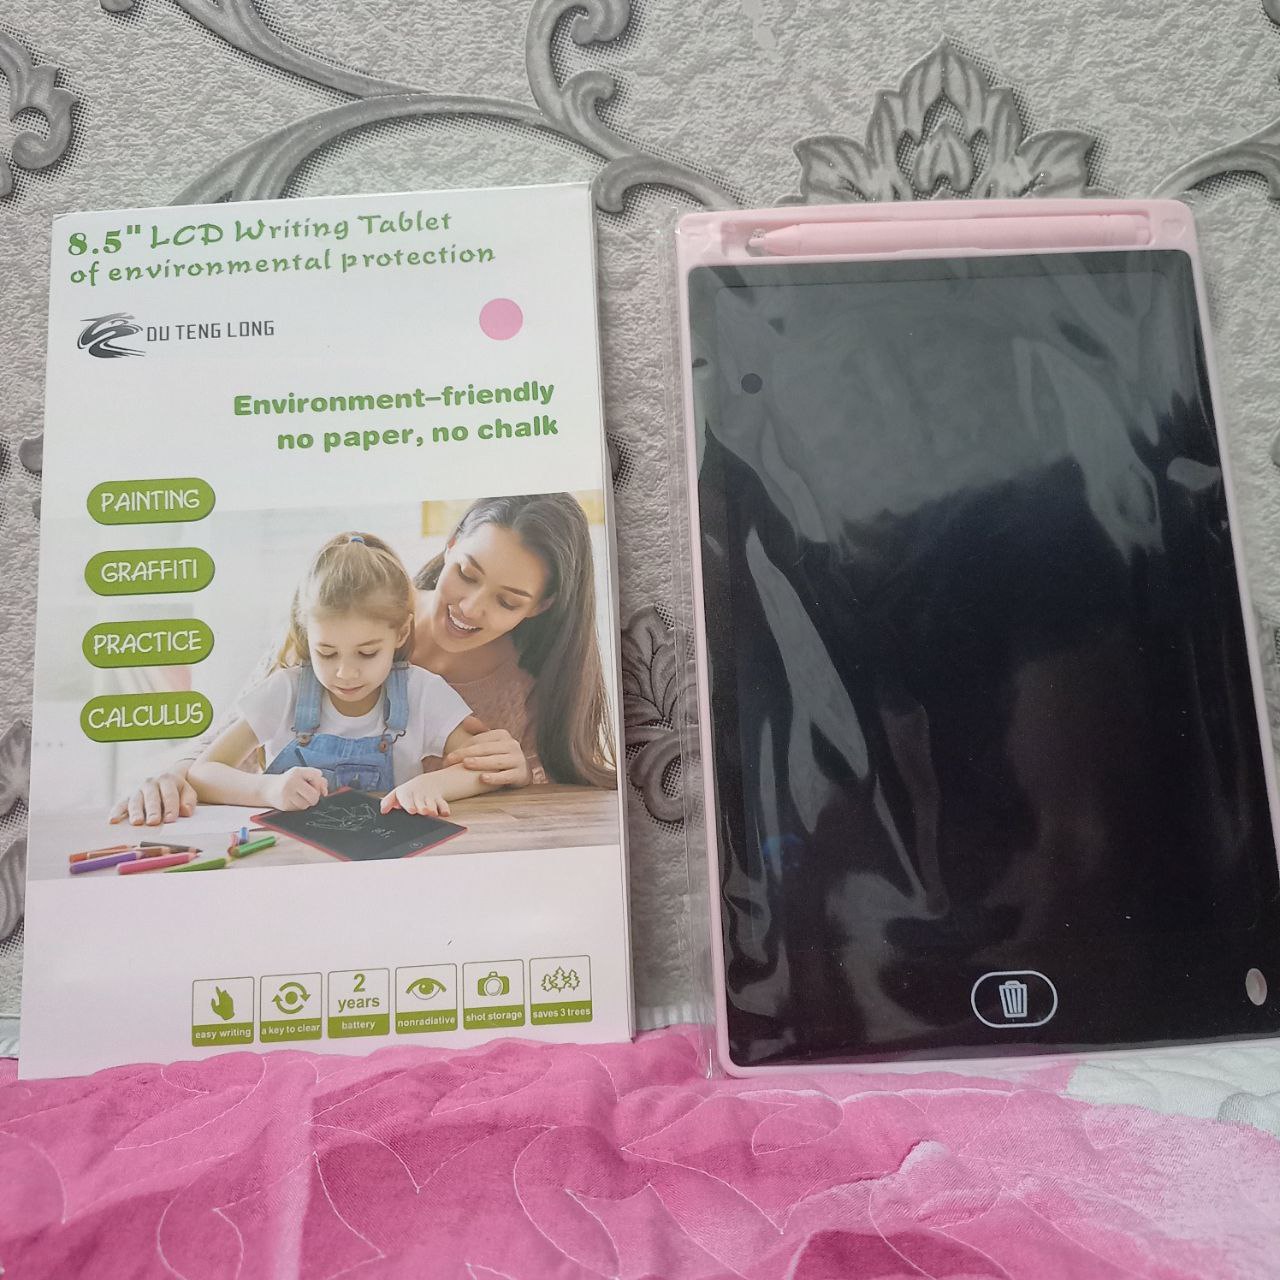 8.5" LCD Writing Tablet
of environmental protection
DU TENG LONG
Environment-friendly
no paper, no chalk
PAINTING
GRAFFITI
PRACTICE
CALCULUS
easy writing
a key to clear
2
years
battery
nonradiative
shot storage
saves 3 trees